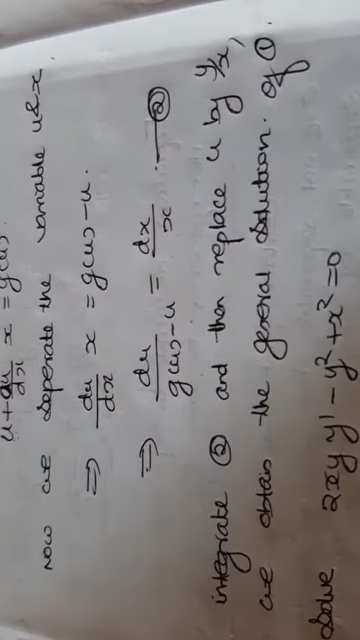 u + du/dx x = g(u).
now we seperate the variable u & x.
⇒ du/dx x = g(u) - u.
⇒ du/g(u)-u = dx/x. — ②
integrate ② and then replace u by y/x,
we obtain the general solution of ①.
Solve 2xy y' - y² + x² = 0